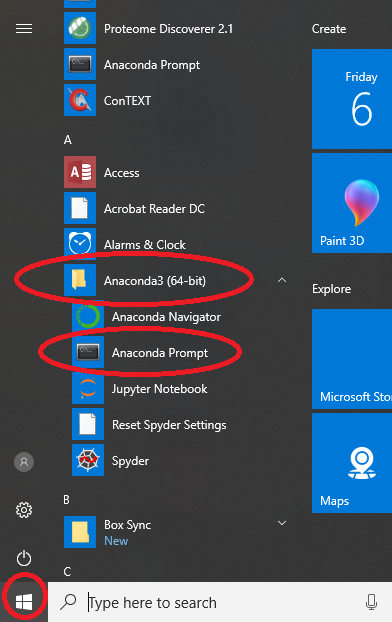 Proteome Discoverer 2.1
Anaconda Prompt
ConTEXT
A
Access
Acrobat Reader DC
Alarms & Clock
Anaconda3 (64-bit)
Anaconda Navigator
Anaconda Prompt
Jupyter Notebook
Reset Spyder Settings
Spyder
B
Box Sync
New
C
Type here to search
Create
Friday
6
Paint 3D
Explore
Microsoft Sto
Maps